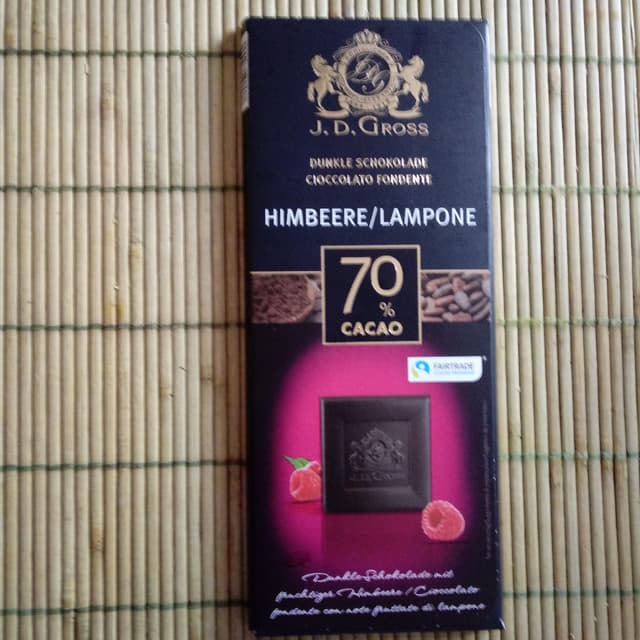 J. D. GROSS
DUNKLE SCHOKOLADE
CIOCCOLATO FONDENTE
HIMBEERE/LAMPONE
70
%
CACAO
FAIRTRADE
J. D. GROSS
Dunkle Schokolade mit
fruchtiger Himbeere / Cioccolato
fondente con note fruttate di lampone